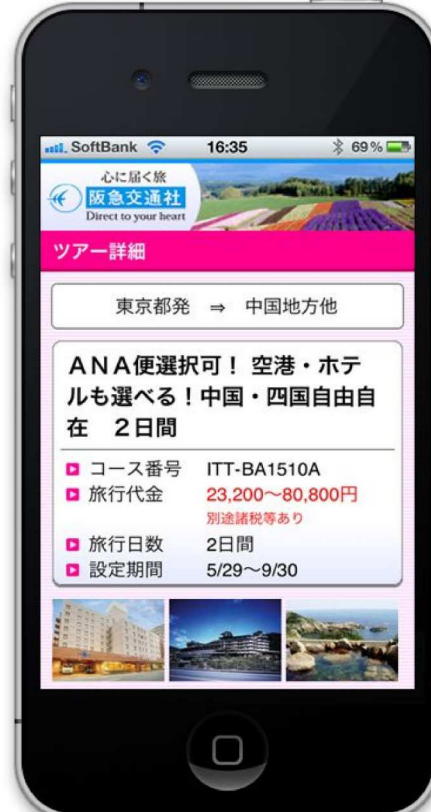 SoftBank 16:35 69%
心に届く旅
阪急交通社
Direct to your heart
ツアー詳細
東京都発 ⇒ 中国地方他
ANA便選択可！ 空港・ホテ
ルも選べる！中国・四国自由自
在 2日間
コース番号 ITT-BA1510A
旅行代金 23,200〜80,800円
別途諸税等あり
旅行日数 2日間
設定期間 5/29〜9/30